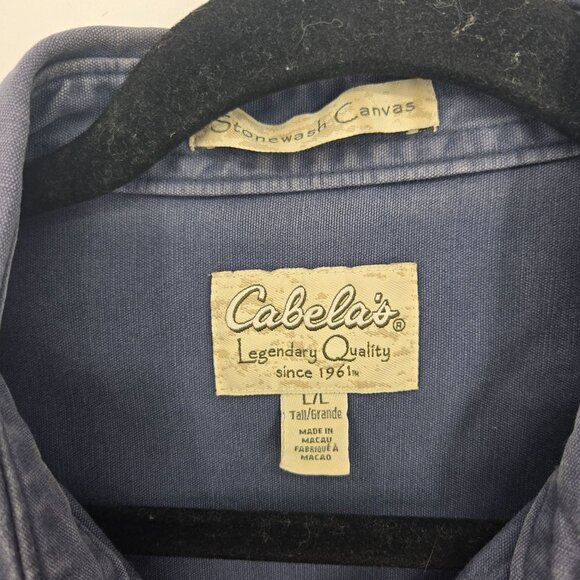 Stonewash Canvas
Cabela's®
Legendary Quality
since 1961™
L/L
Tall/Grande
MADE IN
MACAU
FABRIQUÉ A
MACAO